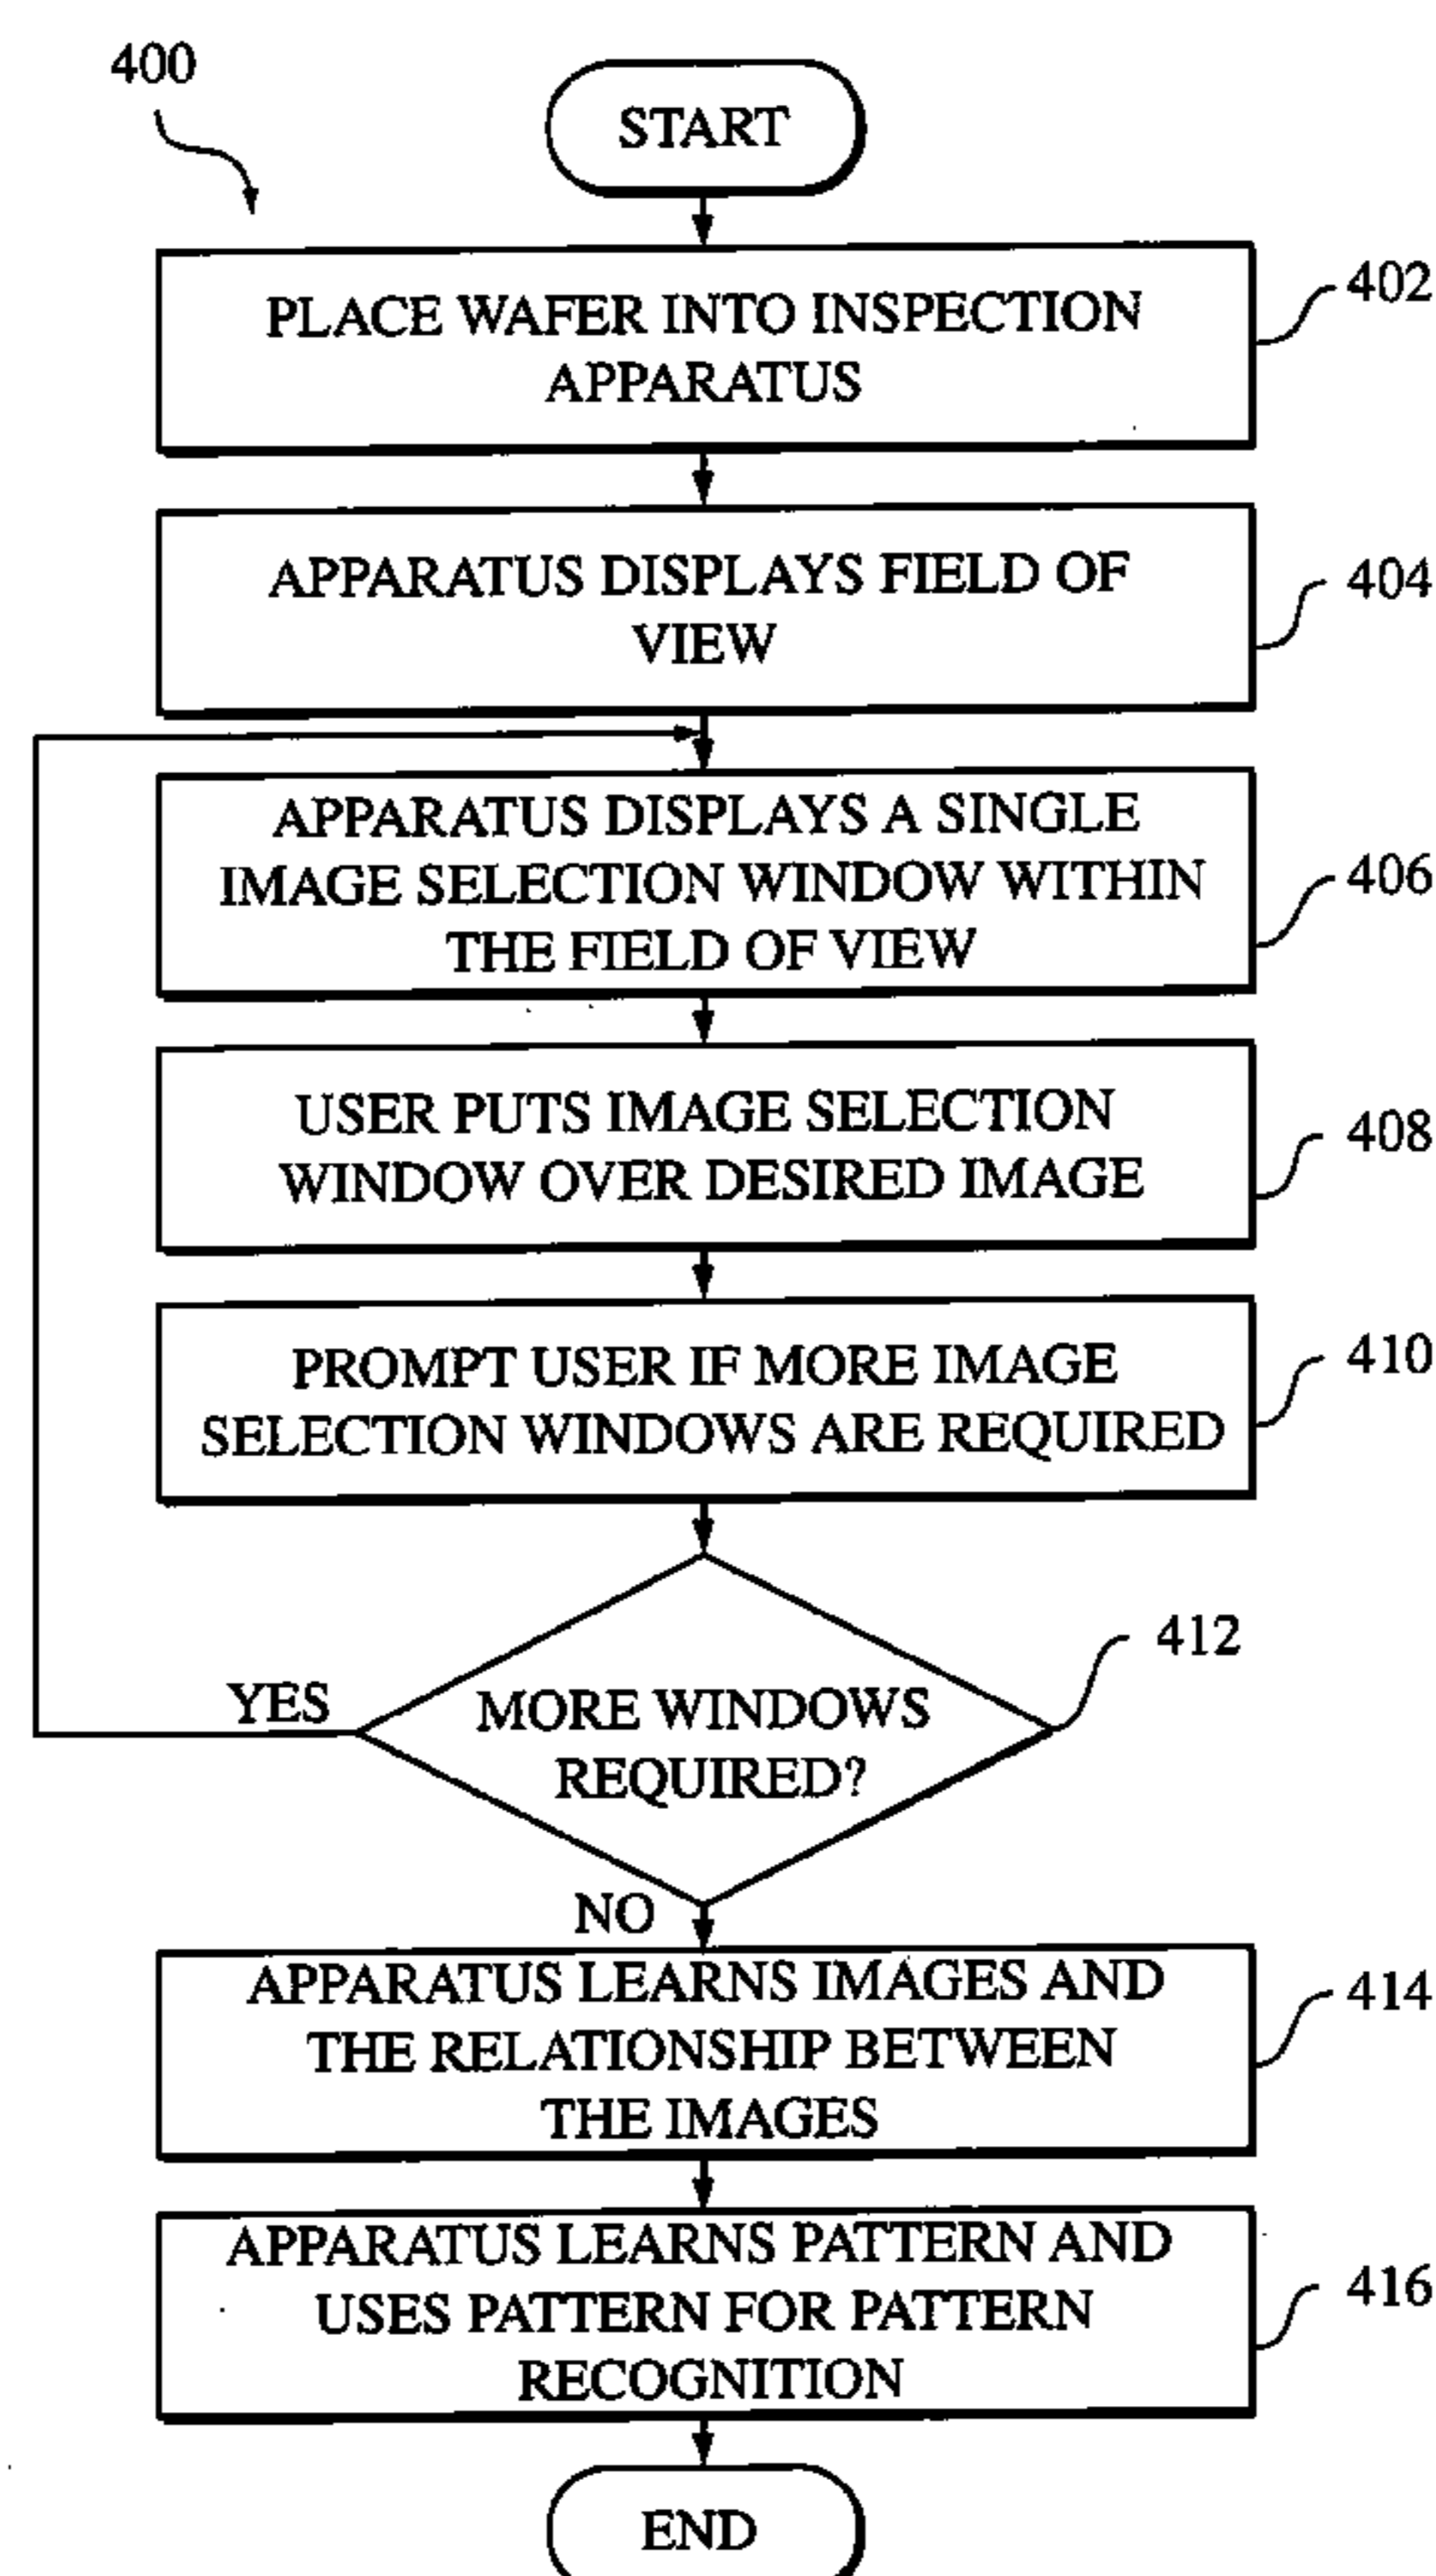 400
START
PLACE WAFER INTO INSPECTION
APPARATUS
402
APPARATUS DISPLAYS FIELD OF
VIEW
404
APPARATUS DISPLAYS A SINGLE
IMAGE SELECTION WINDOW WITHIN
THE FIELD OF VIEW
406
USER PUTS IMAGE SELECTION
WINDOW OVER DESIRED IMAGE
408
PROMPT USER IF MORE IMAGE
SELECTION WINDOWS ARE REQUIRED
410
412
YES
MORE WINDOWS
REQUIRED?
NO
APPARATUS LEARNS IMAGES AND
THE RELATIONSHIP BETWEEN
THE IMAGES
414
APPARATUS LEARNS PATTERN AND
USES PATTERN FOR PATTERN
RECOGNITION
416
END